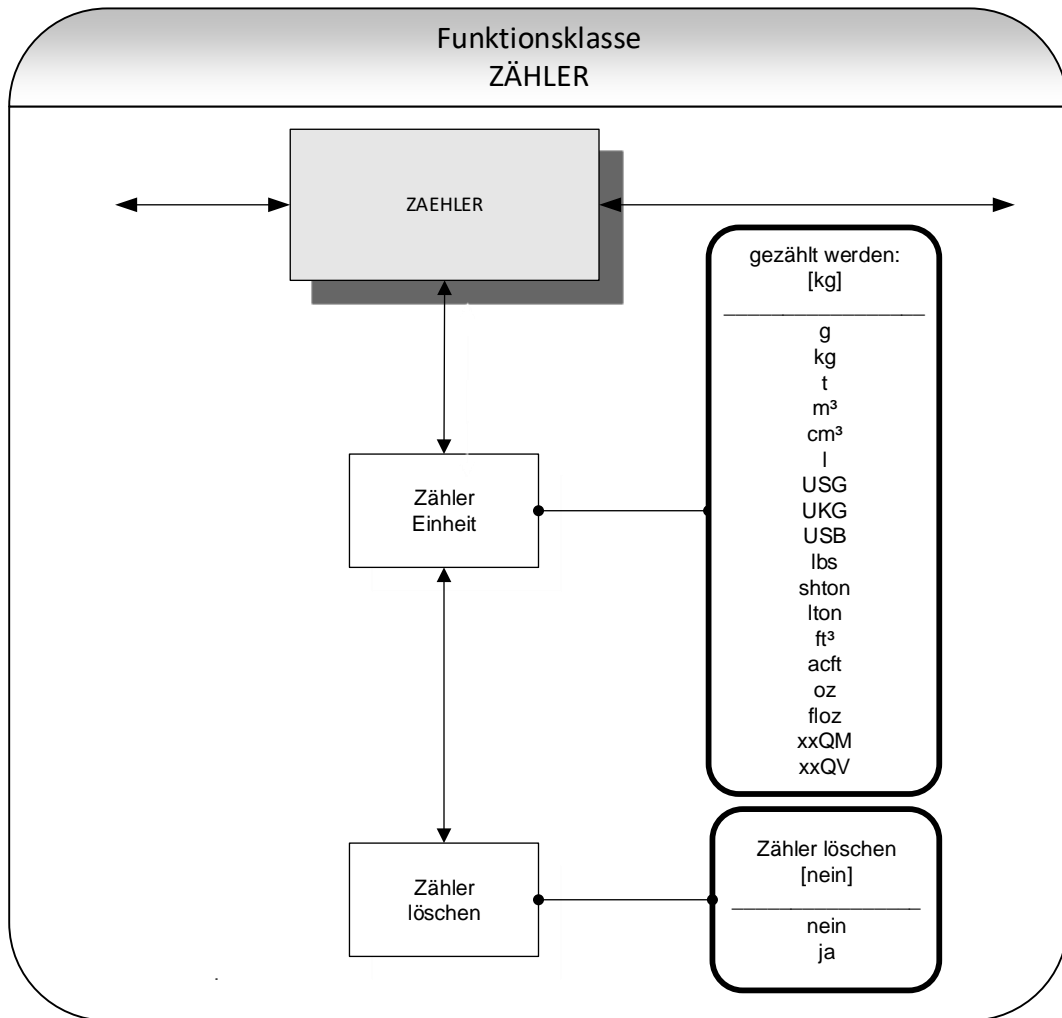 Funktionsklasse
ZÄHLER
ZAEHLER
gezählt werden:
[kg]
g
kg
t
m³
cm³
l
USG
UKG
USB
lbs
shton
lton
ft³
acft
oz
floz
xxQM
xxQV
Zähler
Einheit
Zähler löschen
[nein]
nein
ja
Zähler
löschen